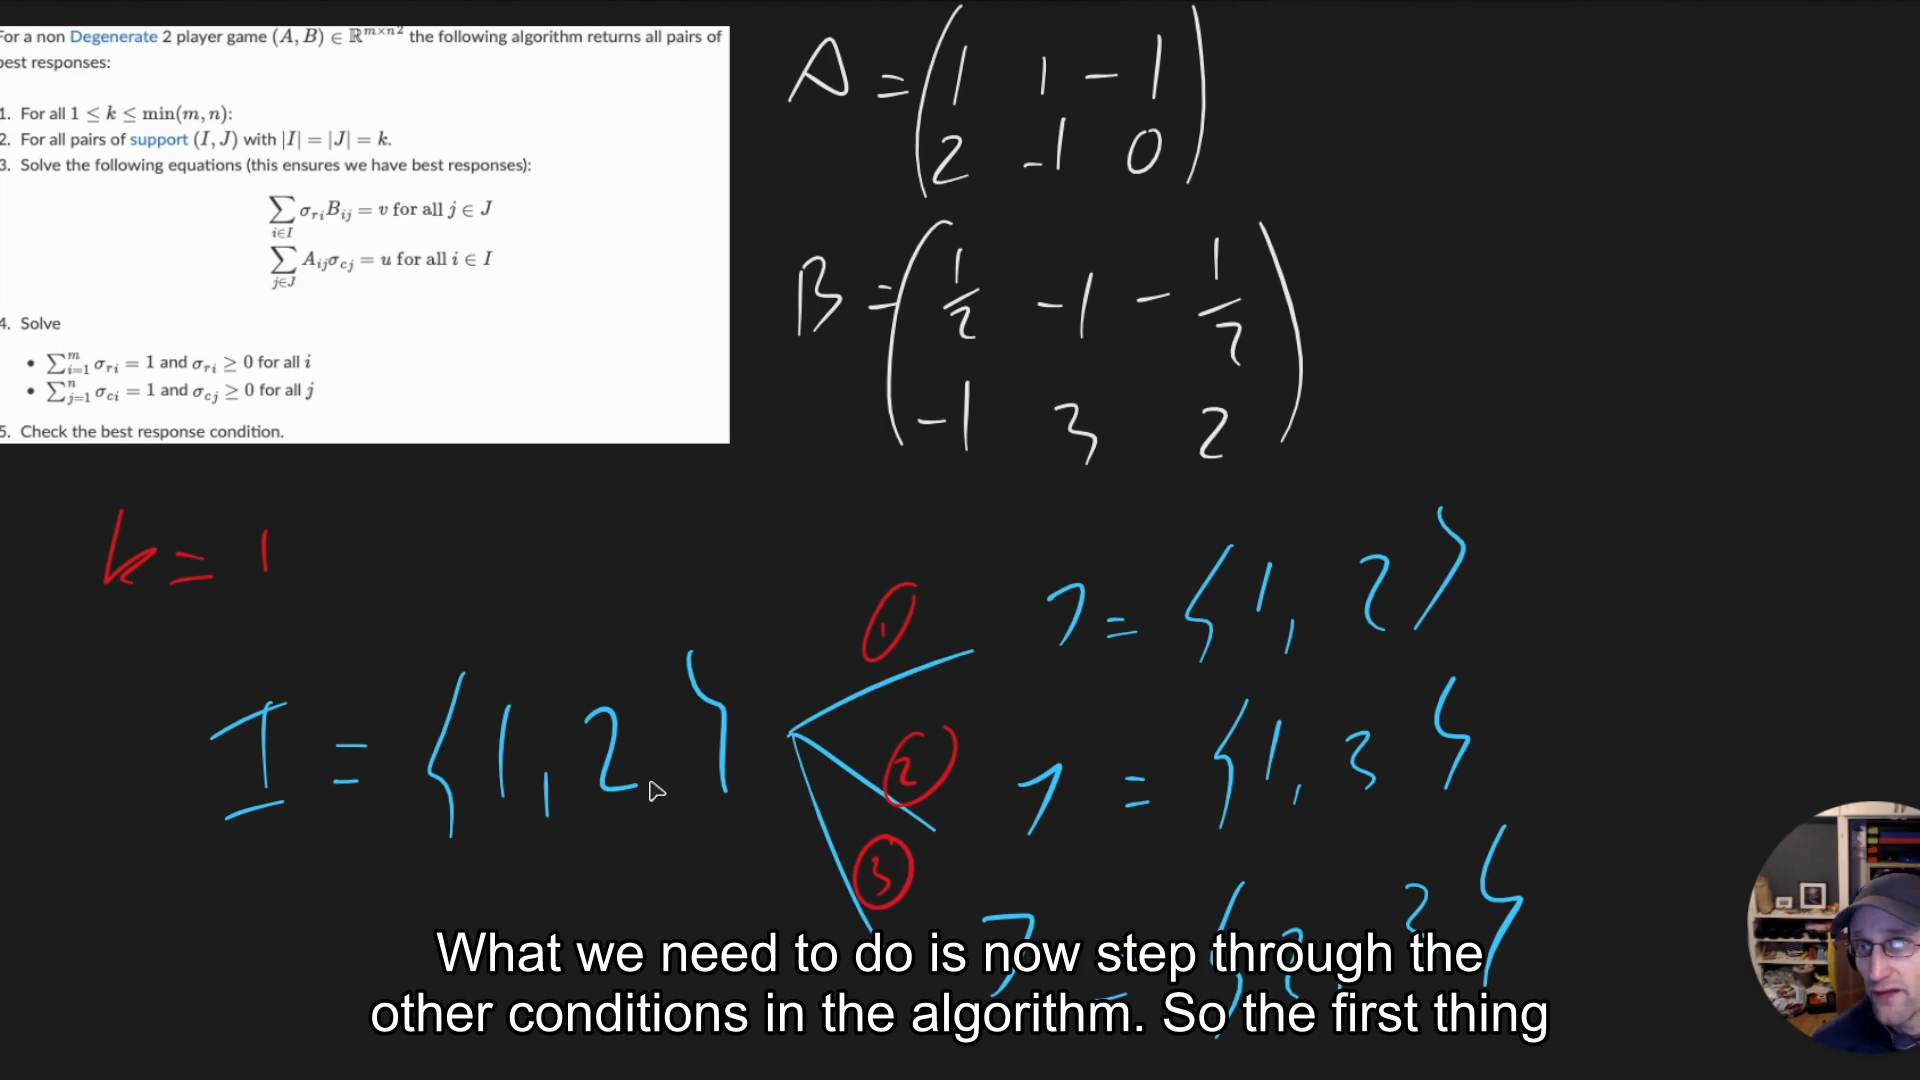 For a non Degenerate 2 player game (A, B) ∈ ℝ^{m×n^2} the following algorithm returns all pairs of
best responses:
1. For all 1 ≤ k ≤ min(m, n):
2. For all pairs of support (I, J) with |I| = |J| = k.
3. Solve the following equations (this ensures we have best responses):
∑_{i∈I} σ_{ri}B_{ij} = v for all j ∈ J
∑_{j∈J} A_{ij}σ_{cj} = u for all i ∈ I
4. Solve
• ∑_{i=1}^{m} σ_{ri} = 1 and σ_{ri} ≥ 0 for all i
• ∑_{j=1}^{n} σ_{ci} = 1 and σ_{cj} ≥ 0 for all j
5. Check the best response condition.
A = ( 1 1 -1
2 -1 0 )
B = ( 1/2 -1 -1/2
-1 3 2 )
k = 1
I = {1, 2}
1 J = {1, 2}
2 J = {1, 3}
3
What we need to do is now step through the
other conditions in the algorithm. So the first thing